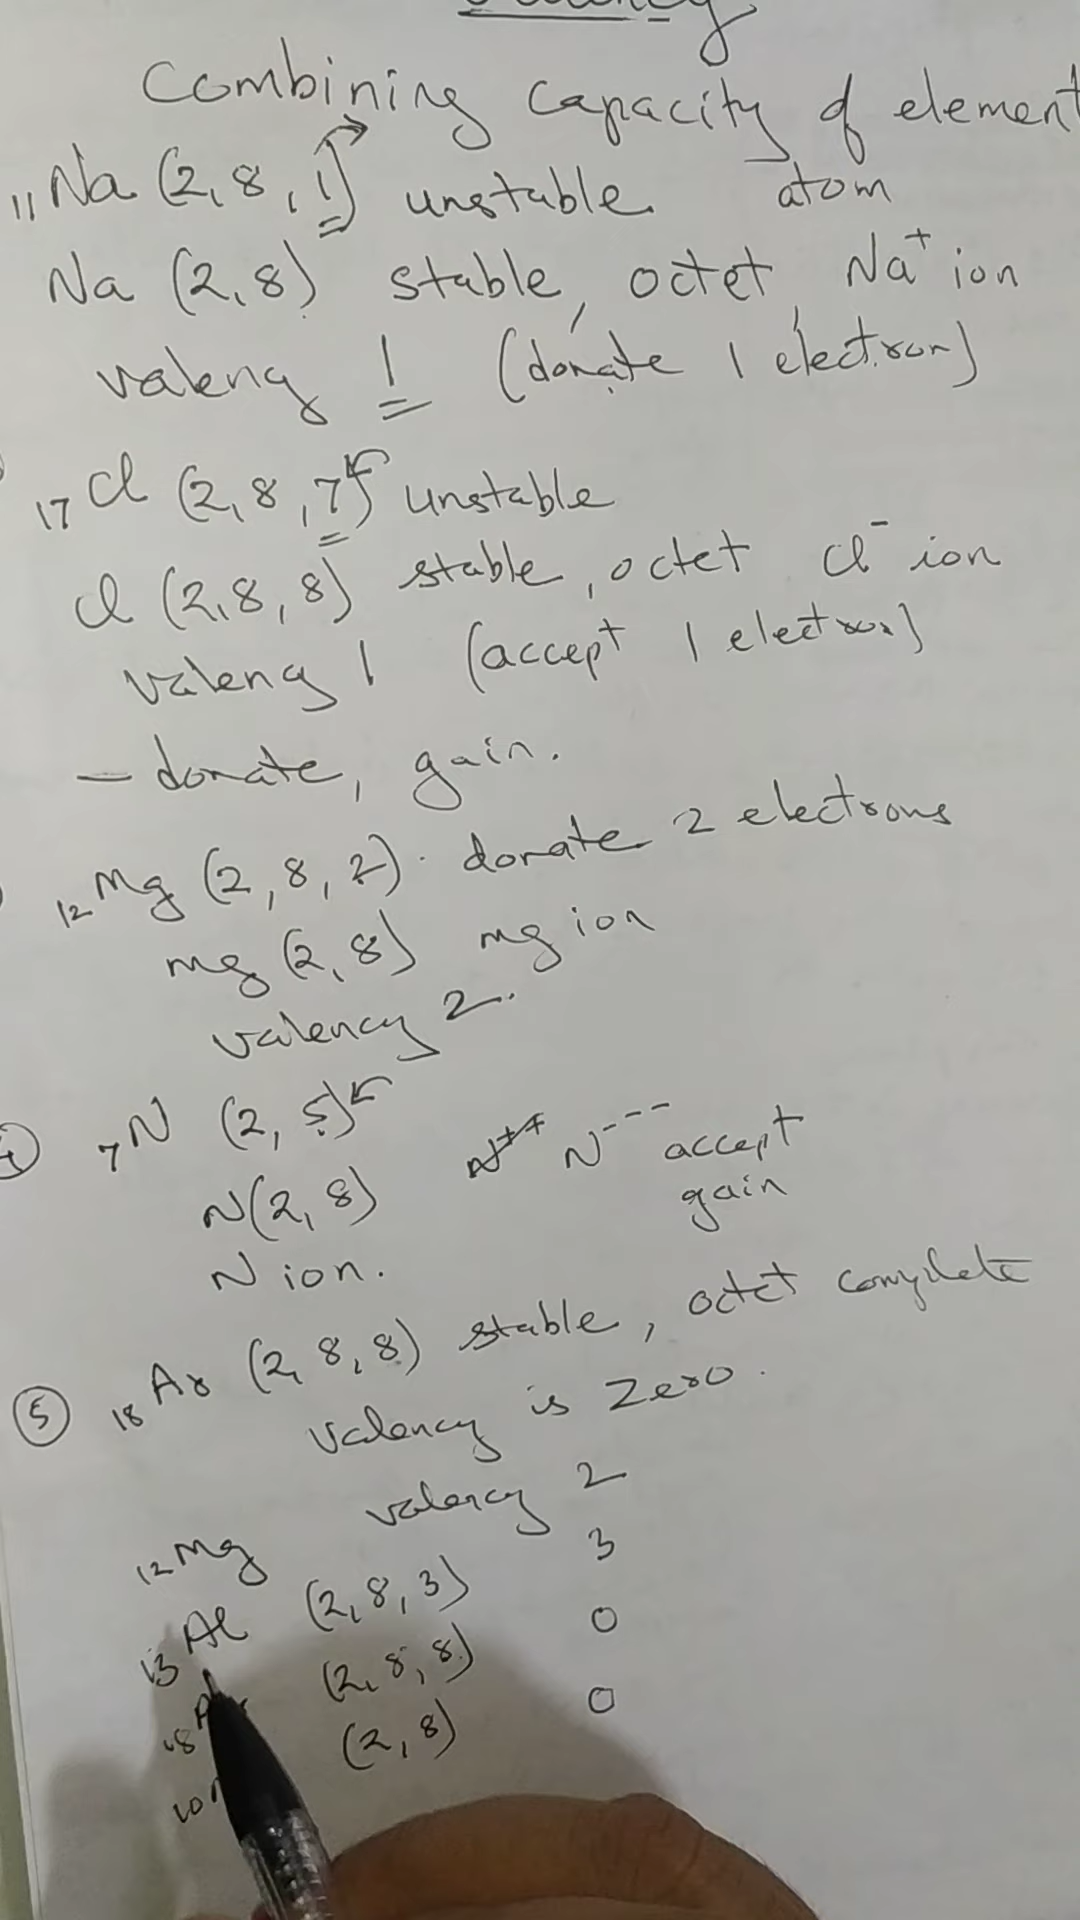 Combining capacity of element
11Na (2, 8, 1) unstable atom
Na (2, 8) stable, octet, Na+ ion
valency 1 (donate 1 electron)
17Cl (2, 8, 7) unstable
Cl (2, 8, 8) stable, octet Cl- ion
valency 1 (accept 1 electron)
— donate, gain.
12Mg (2, 8, 2). donate 2 electrons
mg (2, 8) mg ion
valency 2.
7N (2, 5)
N(2, 8) N--- accept
gain
N ion.
5 18Ar (2, 8, 8) stable, octet complete
valency is zero.
12Mg valency 2
13Al (2, 8, 3) 3
18 (2, 8, 8) 0
10 (2, 8) 0